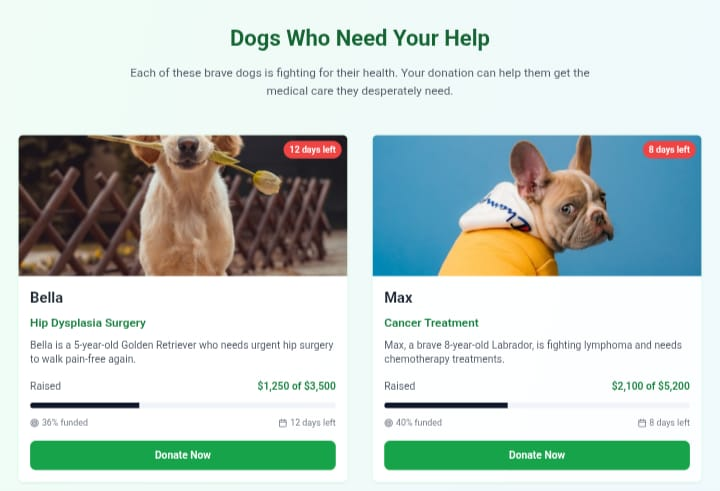 Dogs Who Need Your Help
Each of these brave dogs is fighting for their health. Your donation can help them get the
medical care they desperately need.
12 days left
Bella
Hip Dysplasia Surgery
Bella is a 5-year-old Golden Retriever who needs urgent hip surgery
to walk pain-free again.
Raised $1,250 of $3,500
36% funded 12 days left
Donate Now
8 days left
Champ
Max
Cancer Treatment
Max, a brave 8-year-old Labrador, is fighting lymphoma and needs
chemotherapy treatments.
Raised $2,100 of $5,200
40% funded 8 days left
Donate Now